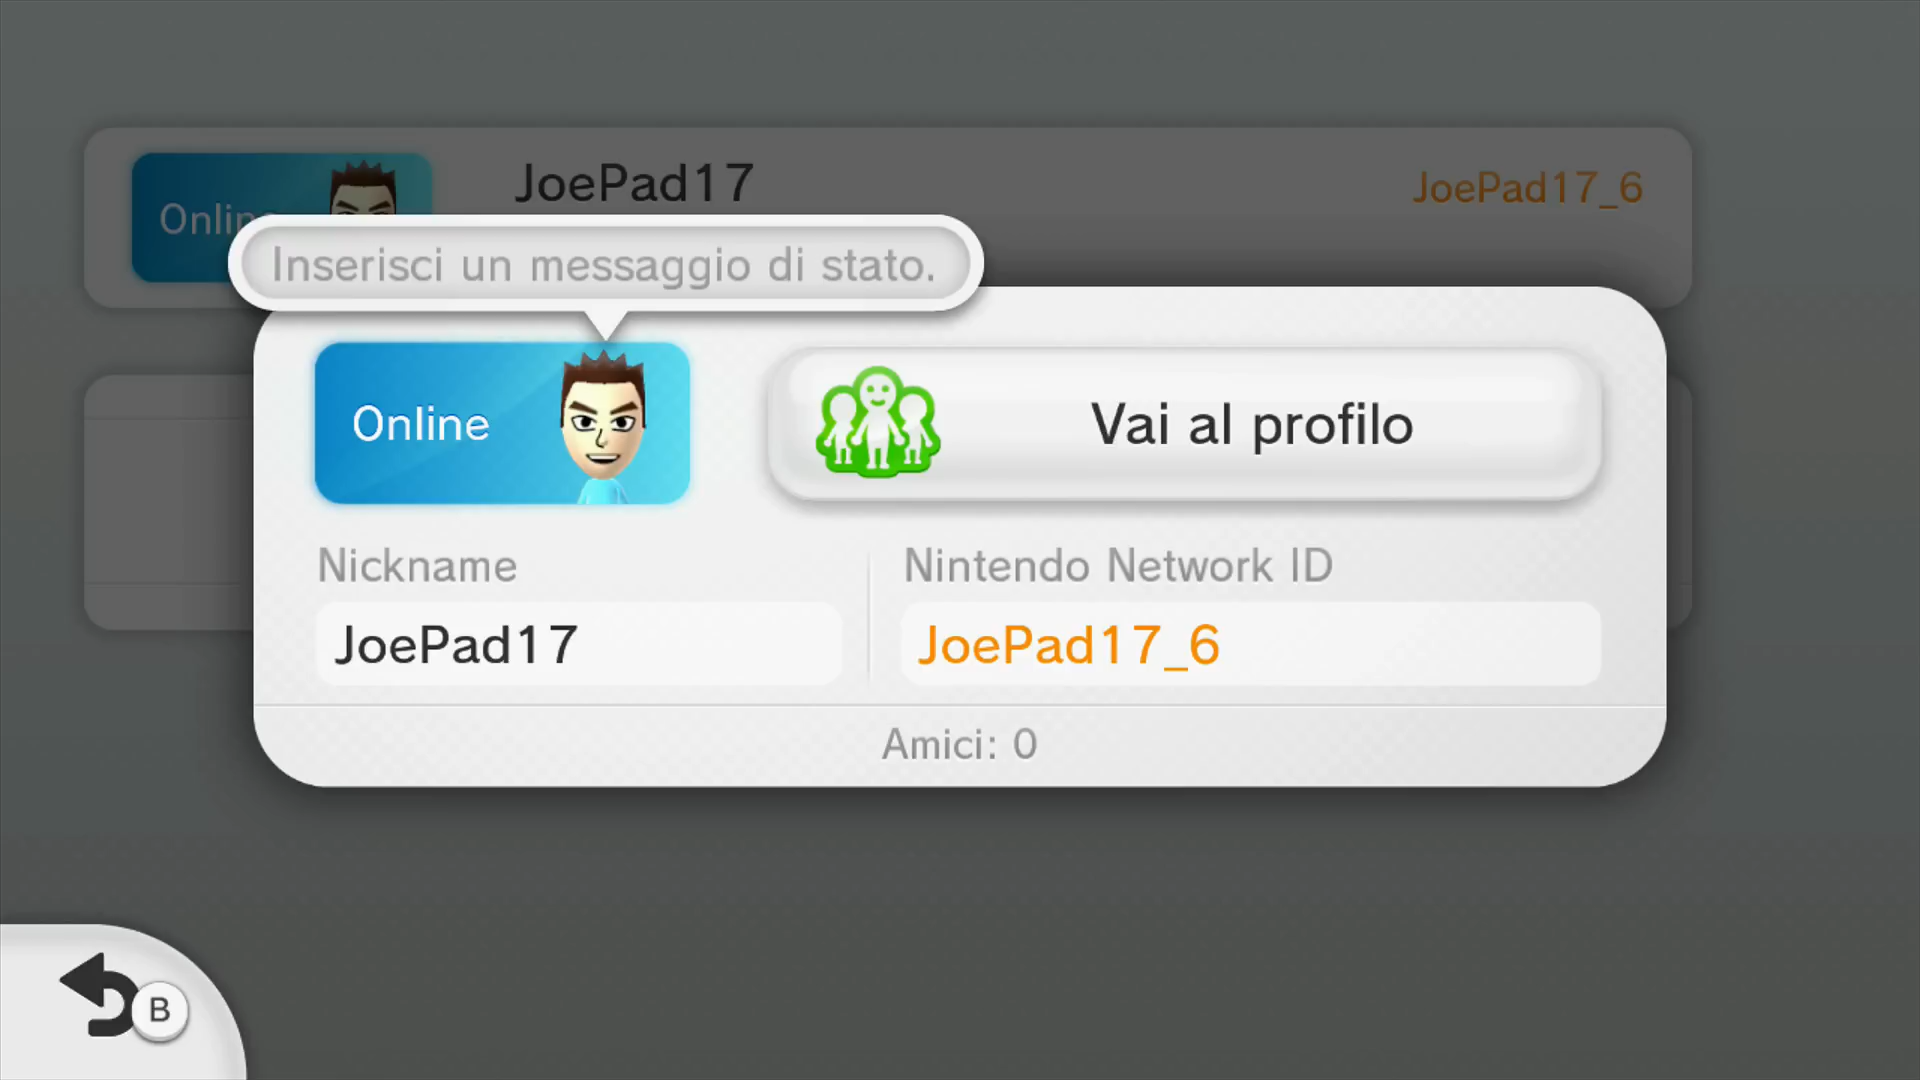 JoePad17
JoePad17_6
Onlin
Inserisci un messaggio di stato.
Online
Vai al profilo
Nickname
Nintendo Network ID
JoePad17
JoePad17_6
Amici: 0
B